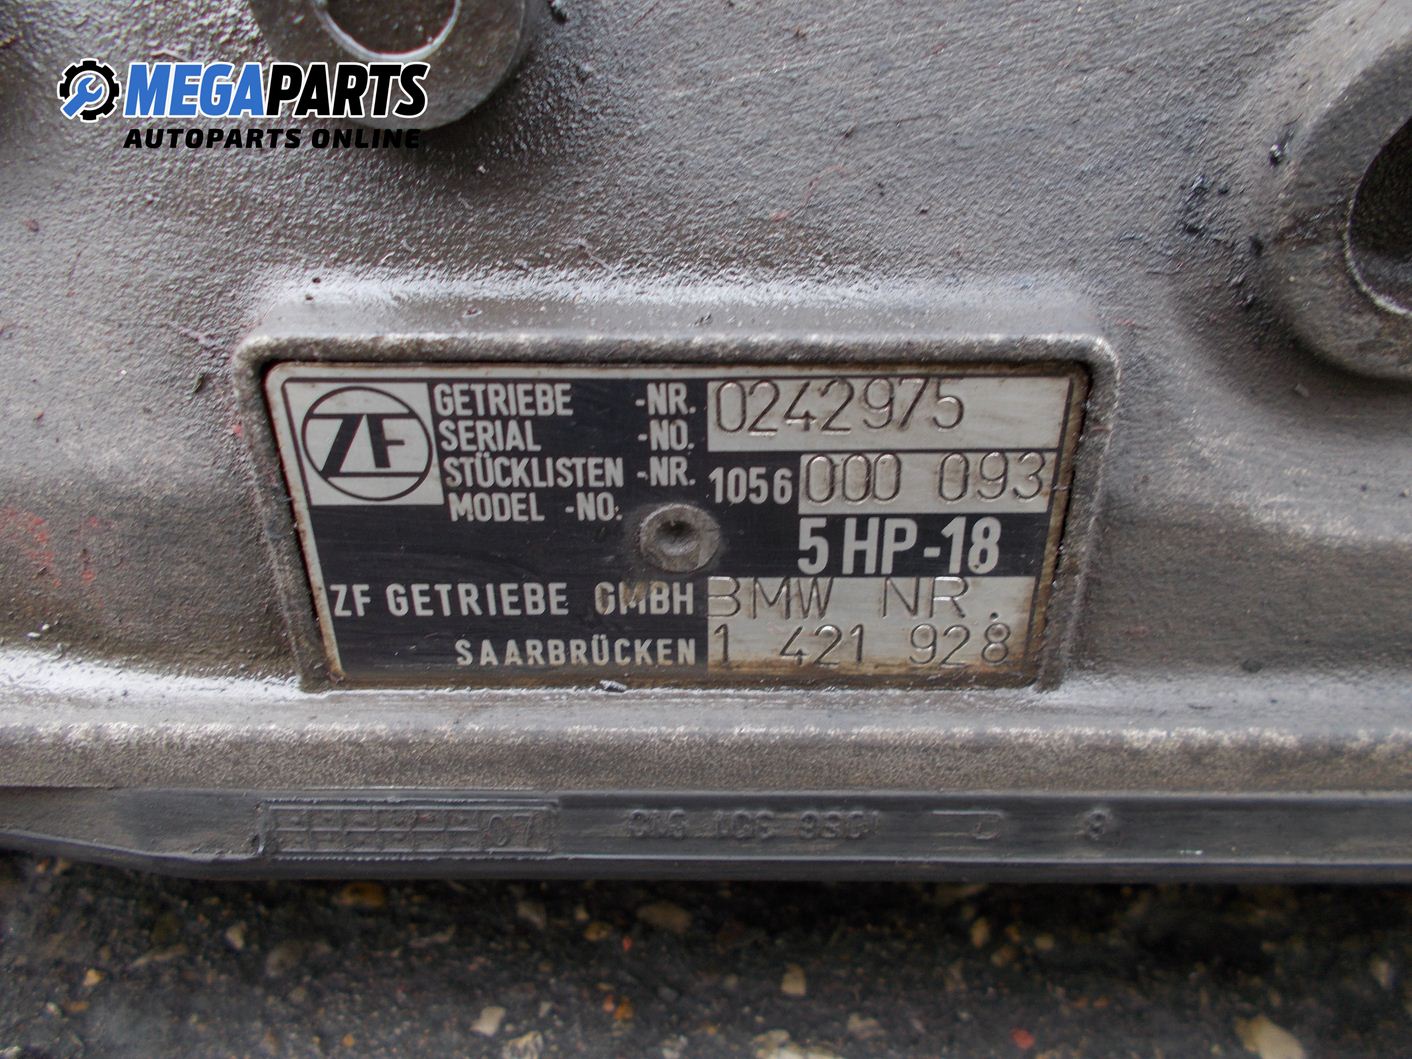 MEGAPARTS
AUTOPARTS ONLINE
ZF
GETRIEBE -NR. 0242975
SERIAL -NO.
STÜCKLISTEN -NR. 1056 000 093
MODEL -NO.
5 HP-18
ZF GETRIEBE GMBH BMW NR.
SAARBRÜCKEN 1 421 928
07